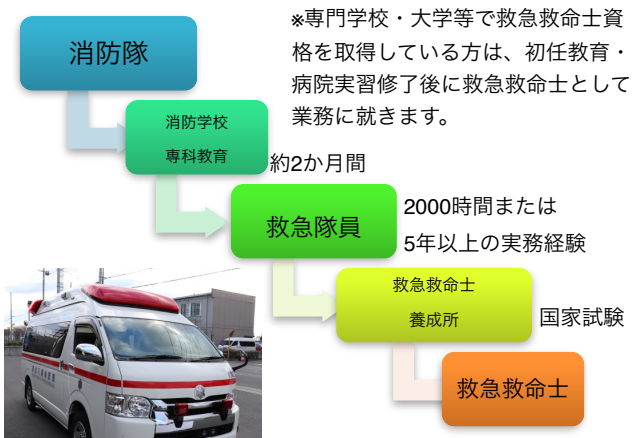 ※専門学校・大学等で救急救命士資
格を取得している方は、初任教育・
病院実習修了後に救急救命士として
業務に就きます。
消防隊
消防学校
専科教育
約2か月間
救急隊員
2000時間または
5年以上の実務経験
救急救命士
養成所
国家試験
救急救命士